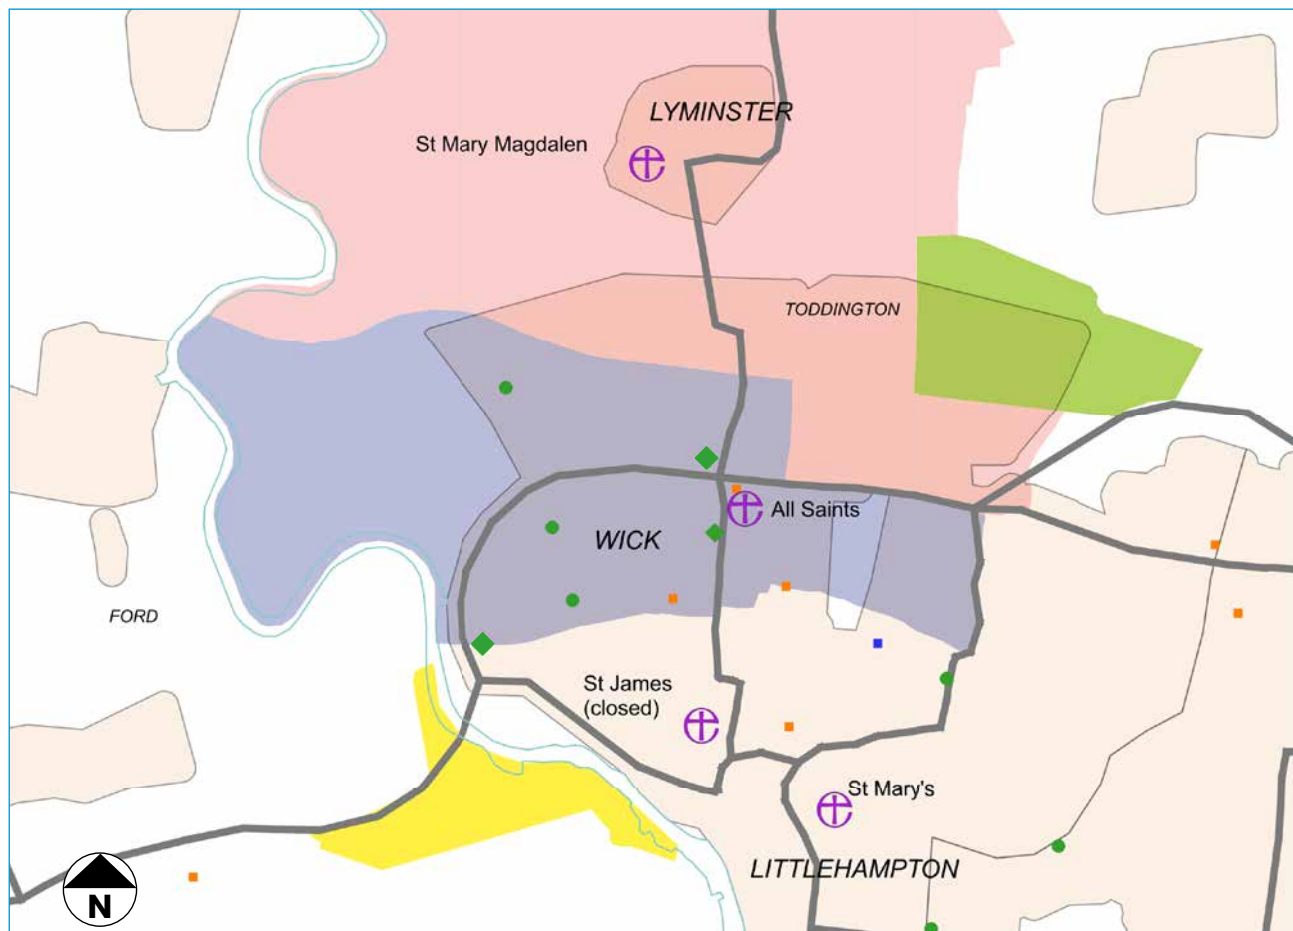 LYMINSTER
St Mary Magdalen
TODDINGTON
All Saints
WICK
FORD
St James
(closed)
St Mary's
LITTLEHAMPTON
N